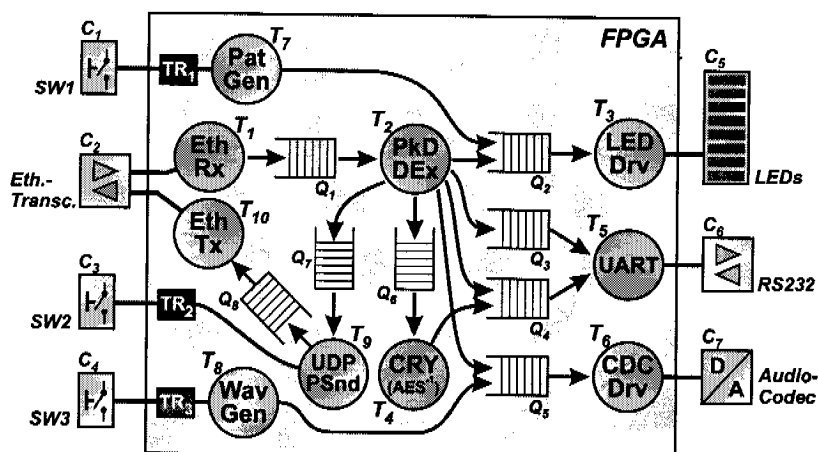 FPGA
C1
SW1
TR1
T7
Pat
Gen
C5
LEDs
C2
Eth.-
Transc.
T1
Eth
Rx
Q1
T2
PkD
DEx
Q2
T3
LED
Drv
T10
Eth
Tx
Q7
Q6
Q3
T5
UART
C6
RS232
C3
SW2
TR2
Q8
T9
UDP
PSnd
CRY
(AES-1)
T4
Q4
C4
SW3
TR3
T8
Wav
Gen
Q5
T6
CDC
Drv
C7
D
A
Audio-
Codec